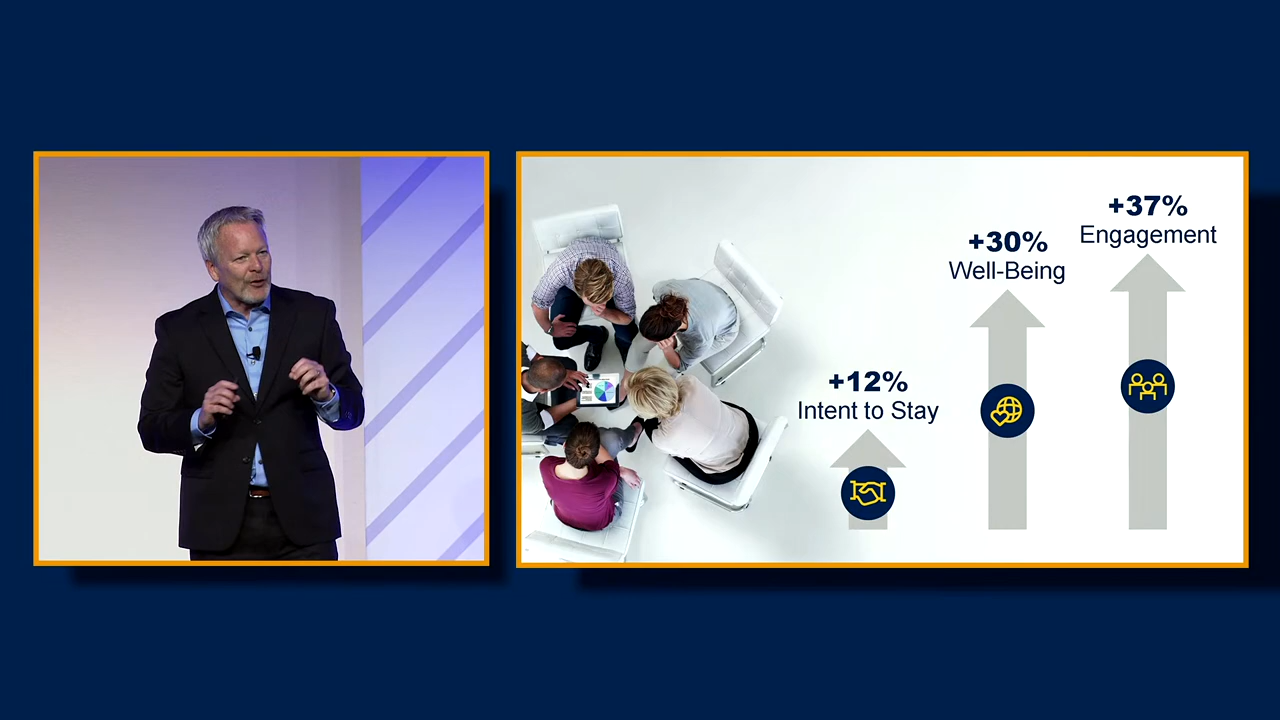 +12%
Intent to Stay
+30%
Well-Being
+37%
Engagement